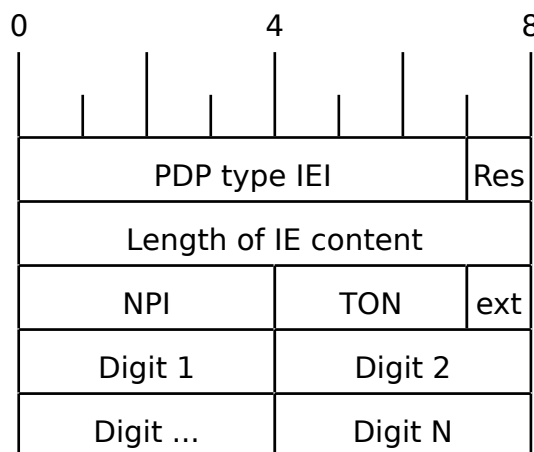 0 4 8
PDP type IEI Res
Length of IE content
NPI TON ext
Digit 1 Digit 2
Digit ... Digit N